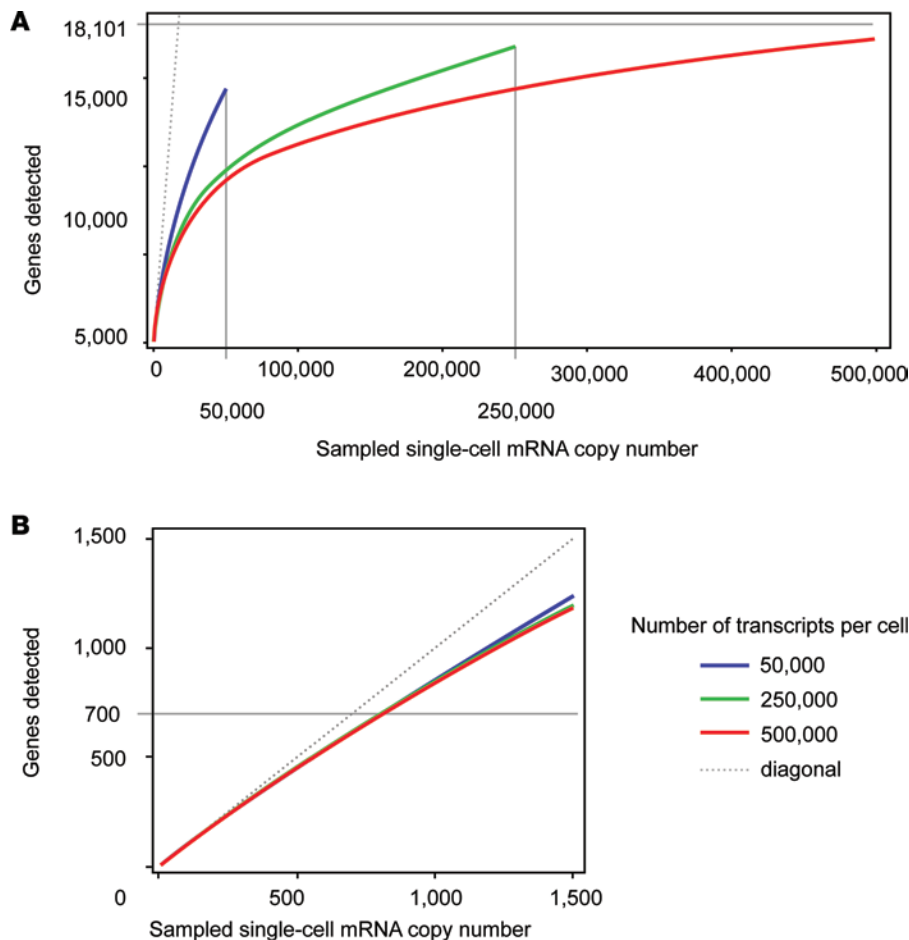 A
18,101
15,000
10,000
5,000
Genes detected
0
100,000
200,000
300,000
400,000
500,000
50,000
250,000
Sampled single-cell mRNA copy number
B
1,500
1,000
700
500
0
Genes detected
500
1,000
1,500
Sampled single-cell mRNA copy number
Number of transcripts per cell
50,000
250,000
500,000
diagonal